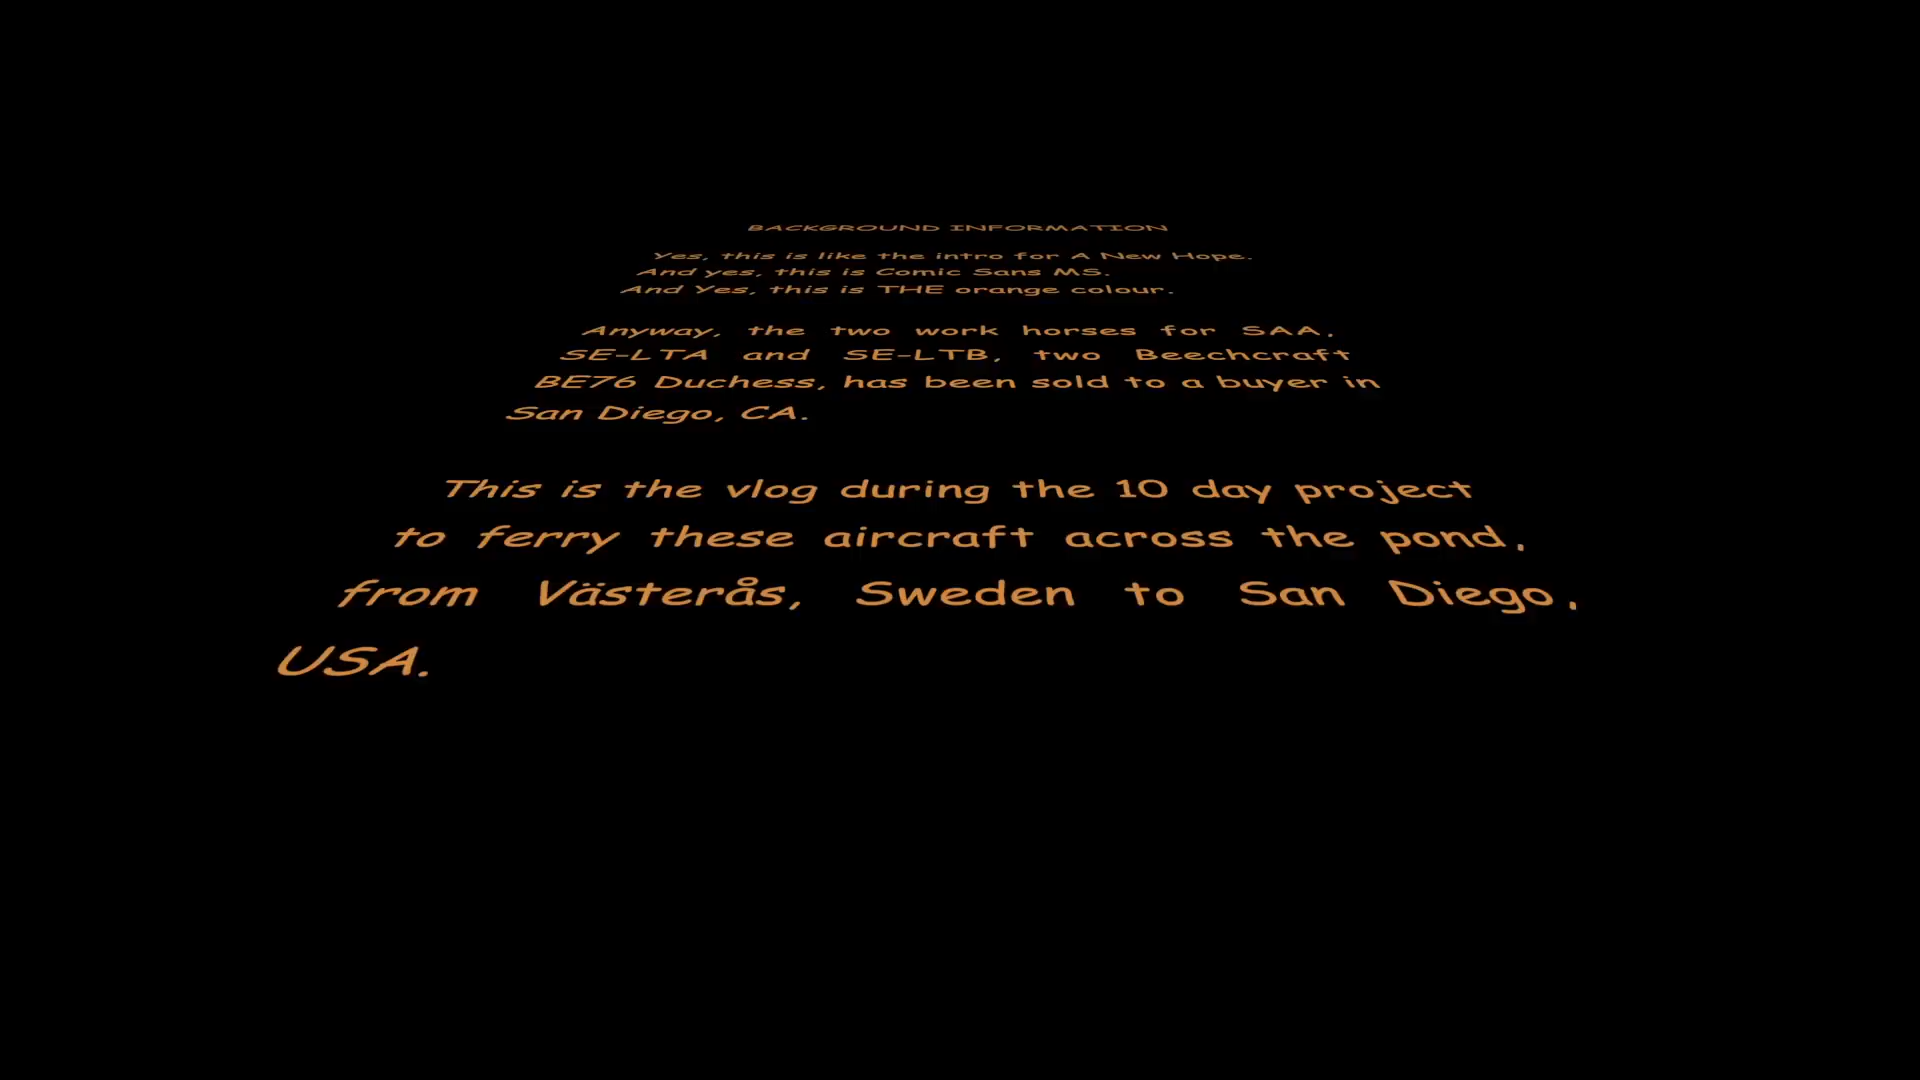 BACKGROUND INFORMATION
Yes, this is like the intro for A New Hope.
And yes, this is Comic Sans MS.
And Yes, this is THE orange colour.
Anyway, the two work horses for SAA,
SE-LTA and SE-LTB, two Beechcraft
BE76 Duchess, has been sold to a buyer in
San Diego, CA.
This is the vlog during the 10 day project
to ferry these aircraft across the pond,
from Västerås, Sweden to San Diego,
USA.